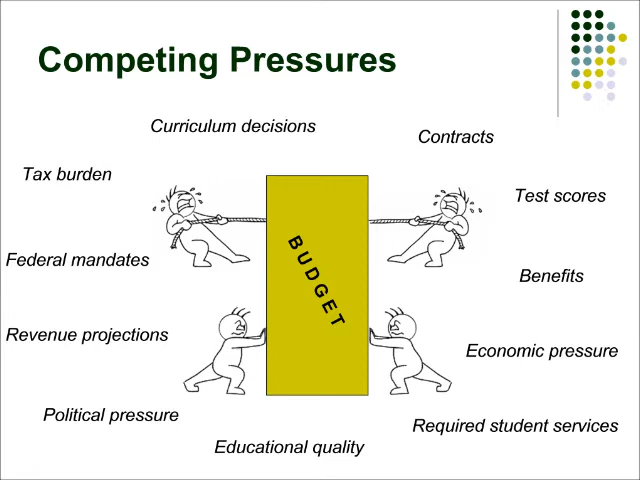 Competing Pressures
Curriculum decisions
Contracts
Tax burden
Test scores
Federal mandates
Benefits
BUDGET
Revenue projections
Economic pressure
Political pressure
Required student services
Educational quality